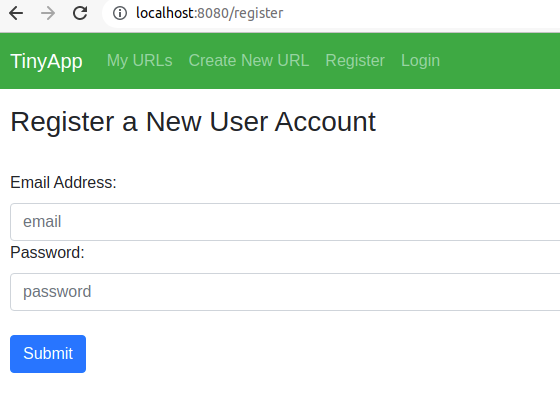 localhost:8080/register
TinyApp My URLs Create New URL Register Login
Register a New User Account
Email Address:
email
Password:
password
Submit